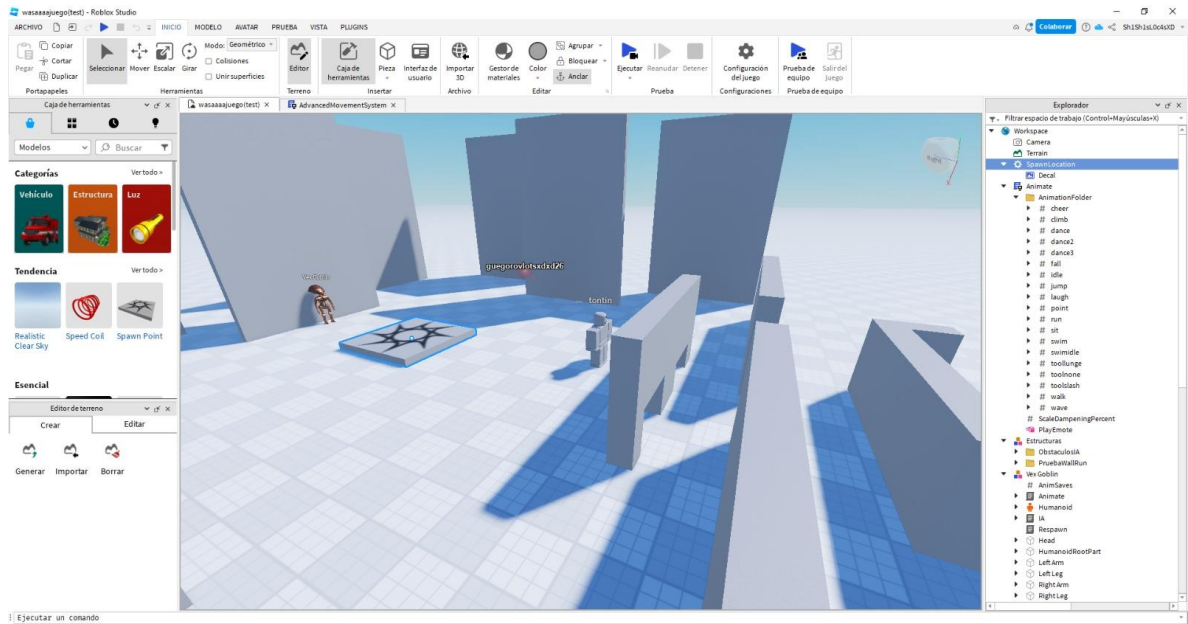 wasaaaajuego(test) - Roblox Studio
ARCHIVO INICIO MODELO AVATAR PRUEBA VISTA PLUGINS Colaborar Sh1Sh1sL0c4sXD
Pegar Copiar Cortar Duplicar
Portapapeles
Seleccionar Mover Escalar Girar
Modo: Geométrico
Colisiones
Unir superficies
Herramientas
Editor
Terreno
Caja de herramientas Pieza Interfaz de usuario
Insertar
Importar 3D
Archivo
Gestor de materiales Color
Agrupar
Bloquear
Anclar
Editar
Ejecutar Reanudar Detener
Prueba
Configuración del juego
Configuraciones
Prueba de equipo Salir del juego
Prueba de equipo
Caja de herramientas
Modelos Buscar
Categorías Ver todo >
Vehículo Estructura Luz
Tendencia Ver todo >
Realistic Clear Sky Speed Coil Spawn Point
Esencial
Editor de terreno
Crear Editar
Generar Importar Borrar
wasaaaajuego(test) AdvancedMovementSystem
Vex Goblin
guegorovlotsxdxd26
tontin
Right
Explorador
Filtrar espacio de trabajo (Control+Mayúsculas+X)
Workspace
Camera
Terrain
SpawnLocation
Decal
Animate
AnimationFolder
cheer
climb
dance
dance2
dance3
fall
idle
jump
laugh
point
run
sit
swim
swimidle
toollunge
toolnone
toolslash
walk
wave
ScaleDampeningPercent
PlayEmote
Estructuras
ObstaculosIA
PruebaWallRun
Vex Goblin
AnimSaves
Animate
Humanoid
IA
Respawn
Head
HumanoidRootPart
Left Arm
Left Leg
Right Arm
Right Leg
Ejecutar un comando